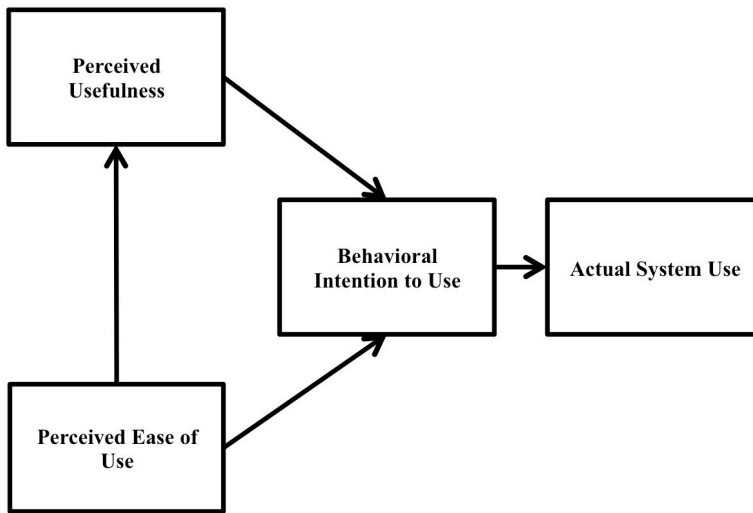 Perceived
Usefulness
Behavioral
Intention to Use
Actual System Use
Perceived Ease of
Use